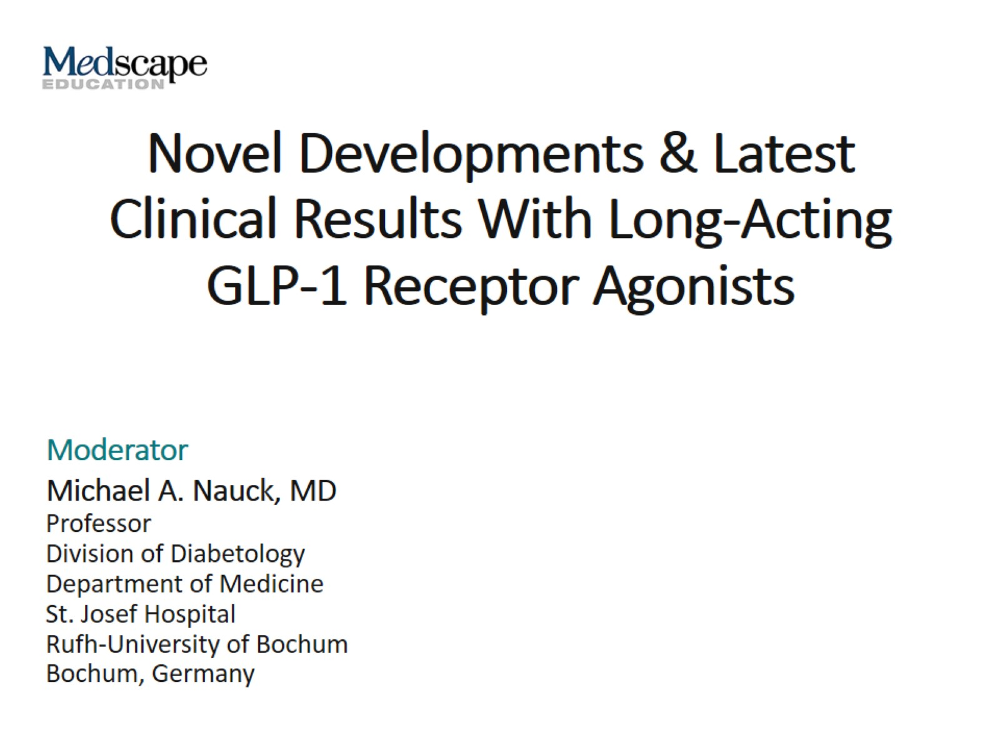 Medscape
EDUCATION
Novel Developments & Latest
Clinical Results With Long-Acting
GLP-1 Receptor Agonists
Moderator
Michael A. Nauck, MD
Professor
Division of Diabetology
Department of Medicine
St. Josef Hospital
Rufh-University of Bochum
Bochum, Germany